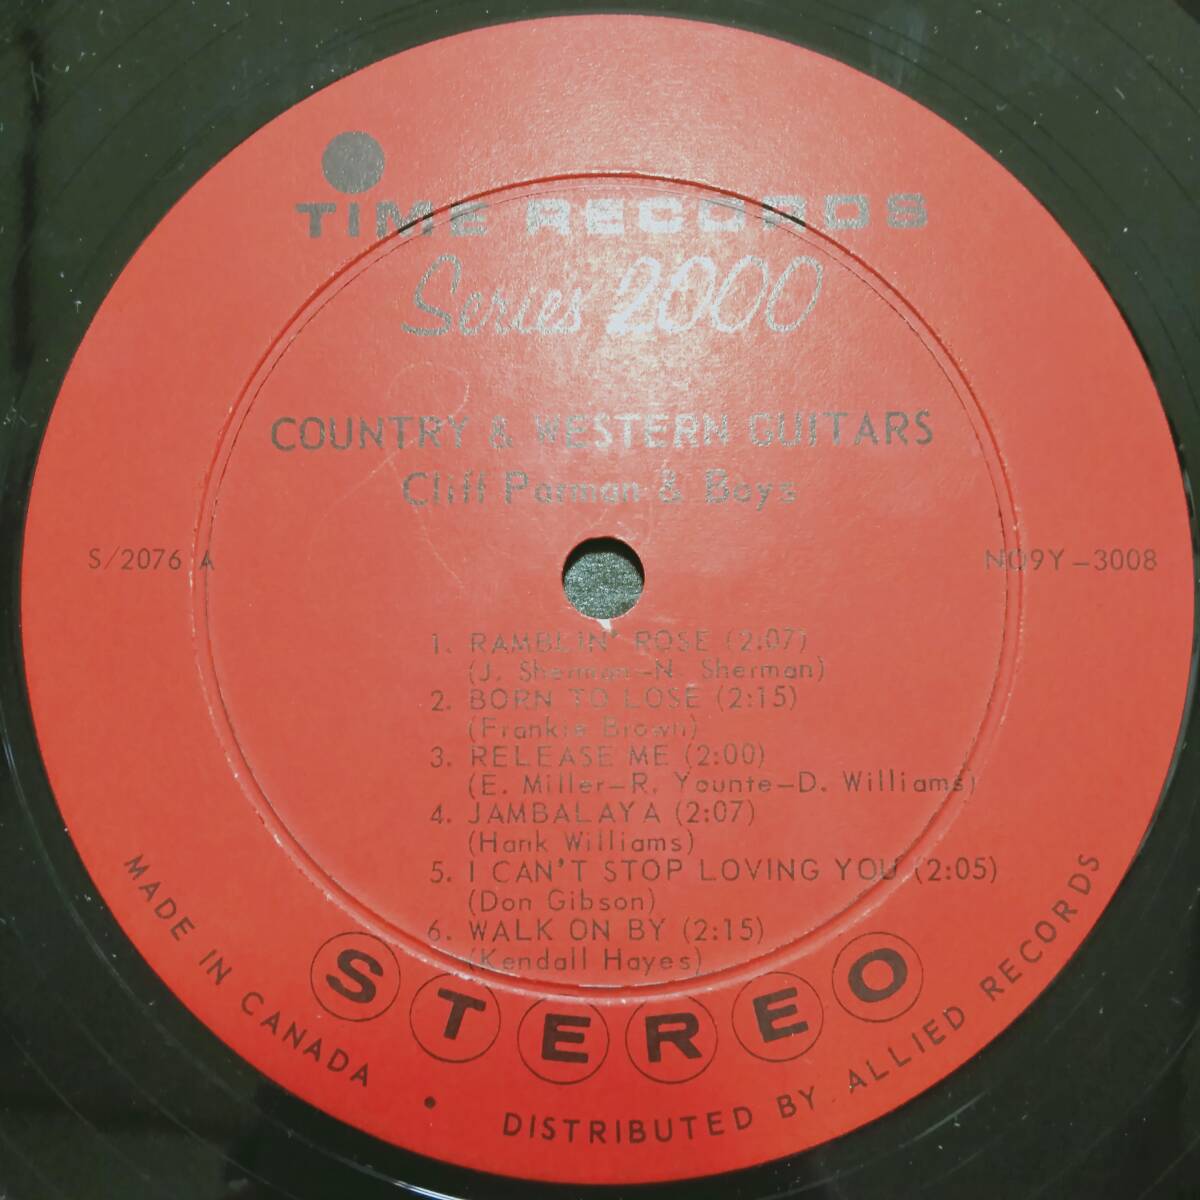 TIME RECORDS
Series 2000
COUNTRY & WESTERN GUITARS
Cliff Parman & Boys
S/2076 A
NO9Y-3008
1. RAMBLIN' ROSE (2:07)
(J. Sherman-N. Sherman)
2. BORN TO LOSE (2:15)
(Frankie Brown)
3. RELEASE ME (2:00)
(E. Miller-R. Younte-D. Williams)
4. JAMBALAYA (2:07)
(Hank Williams)
5. I CAN'T STOP LOVING YOU (2:05)
(Don Gibson)
6. WALK ON BY (2:15)
(Kendall Hayes)
STEREO
MADE IN CANADA • DISTRIBUTED BY ALLIED RECORDS